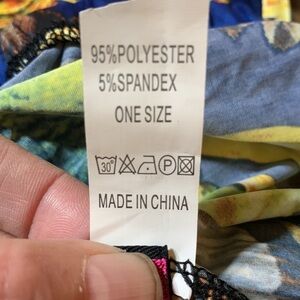 95%POLYESTER
5%SPANDEX
ONE SIZE
30° P
MADE IN CHINA